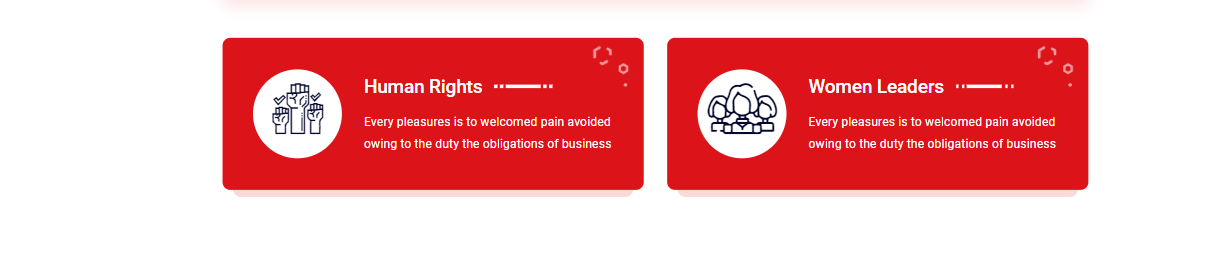 Human Rights
Every pleasures is to welcomed pain avoided
owing to the duty the obligations of business
Women Leaders
Every pleasures is to welcomed pain avoided
owing to the duty the obligations of business